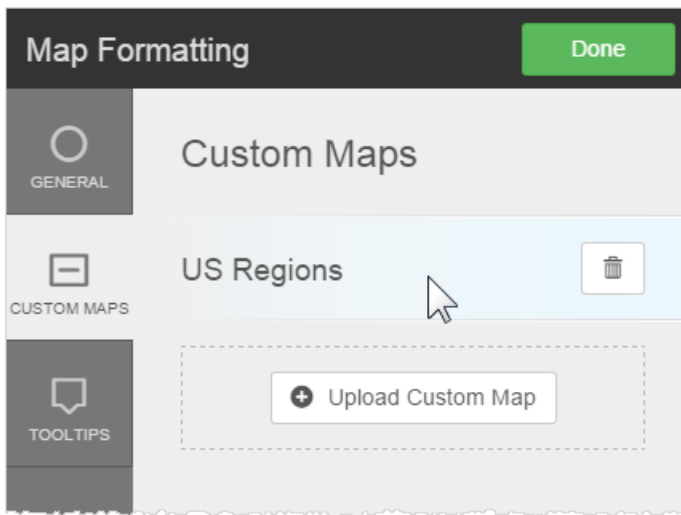 Map Formatting
Done
GENERAL
Custom Maps
US Regions
CUSTOM MAPS
Upload Custom Map
TOOLTIPS